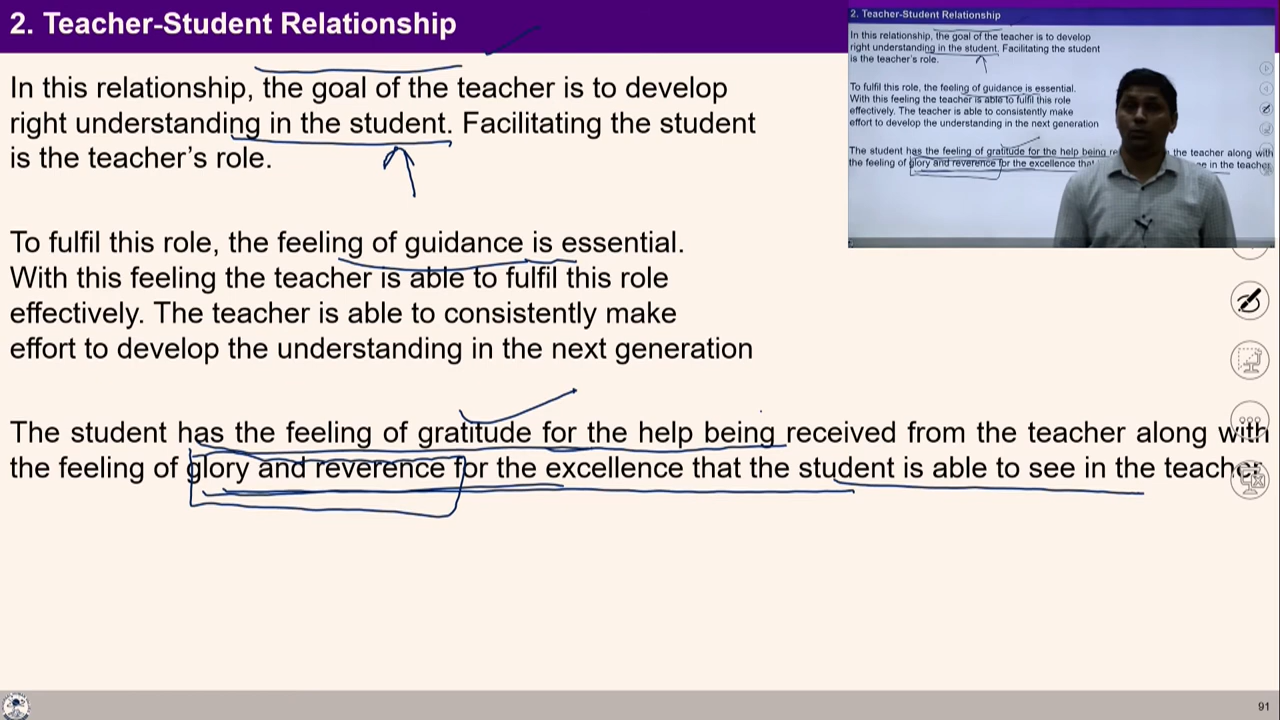 2. Teacher-Student Relationship
In this relationship, the goal of the teacher is to develop
right understanding in the student. Facilitating the student
is the teacher's role.
To fulfil this role, the feeling of guidance is essential.
With this feeling the teacher is able to fulfil this role
effectively. The teacher is able to consistently make
effort to develop the understanding in the next generation
The student has the feeling of gratitude for the help being received from the teacher along with
the feeling of glory and reverence for the excellence that the student is able to see in the teacher
91
2. Teacher-Student Relationship
In this relationship, the goal of the teacher is to develop
right understanding in the student. Facilitating the student
is the teacher's role.
To fulfil this role, the feeling of guidance is essential.
With this feeling the teacher is able to fulfil this role
effectively. The teacher is able to consistently make
effort to develop the understanding in the next generation
The student has the feeling of gratitude for the help being the teacher along with
the feeling of glory and reverence for the excellence that in the teacher